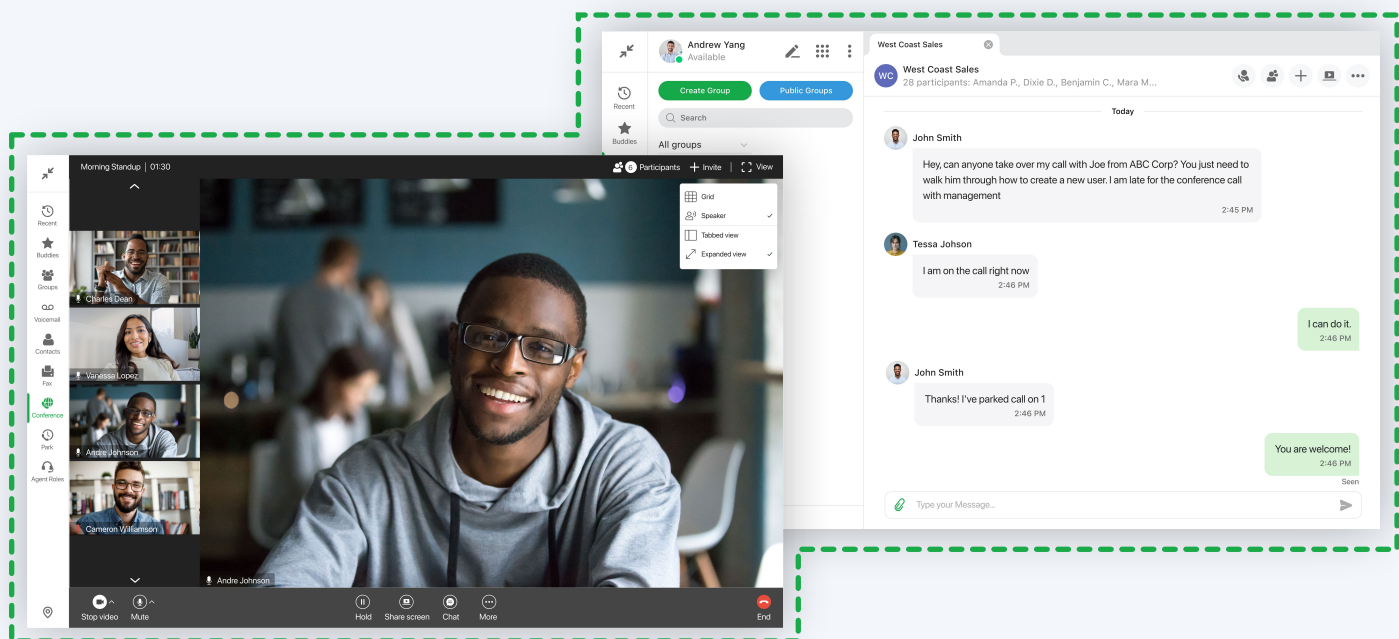 Andrew Yang
Available
Recent
Buddies
Create Group
Public Groups
Search
All groups
West Coast Sales
WC
West Coast Sales
28 participants: Amanda P., Dixie D., Benjamin C., Mara M...
Today
John Smith
Hey, can anyone take over my call with Joe from ABC Corp? You just need to
walk him through how to create a new user. I am late for the conference call
with management
2:45 PM
Tessa Johson
I am on the call right now
2:46 PM
I can do it.
2:46 PM
John Smith
Thanks! I've parked call on 1
2:46 PM
You are welcome!
2:46 PM
Seen
Type your Message...
Recent
Buddies
Groups
Voicemail
Contacts
Fax
Conference
Park
Agent Roles
Morning Standup | 01:30
6 Participants
Invite
View
Grid
Speaker
Tabbed view
Expanded view
Charles Dean
Vanessa Lopez
Andre Johnson
Cameron Williamson
Andre Johnson
Stop video
Mute
Hold
Share screen
Chat
More
End